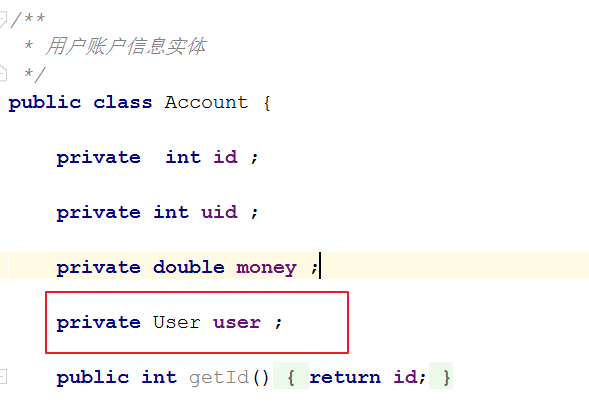 /**
 * 用户账户信息实体
 */
public class Account {
    private  int id ;
    private int uid ;
    private double money ;
    private User user ;
    public int getId() { return id; }